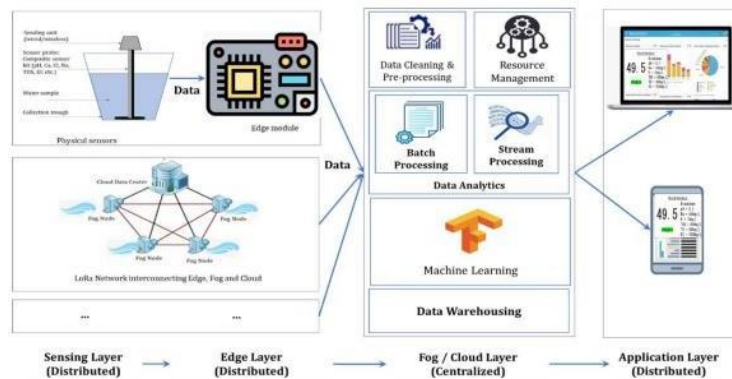 Sensing unit
(wired/wireless)
Sensor probe:
Composite sensor
Water sample
Collection trough
Physical sensors
Data
Edge module
Cloud Data Center
Fog Node
Fog Node
Fog Node
Fog Node
LoRa Network interconnecting Edge, Fog and Cloud
...
...
Data
Data Cleaning &
Pre-processing
Resource
Management
Batch
Processing
Stream
Processing
Data Analytics
Machine Learning
Data Warehousing
49.5
49.5
Sensing Layer
(Distributed)
Edge Layer
(Distributed)
Fog / Cloud Layer
(Centralized)
Application Layer
(Distributed)